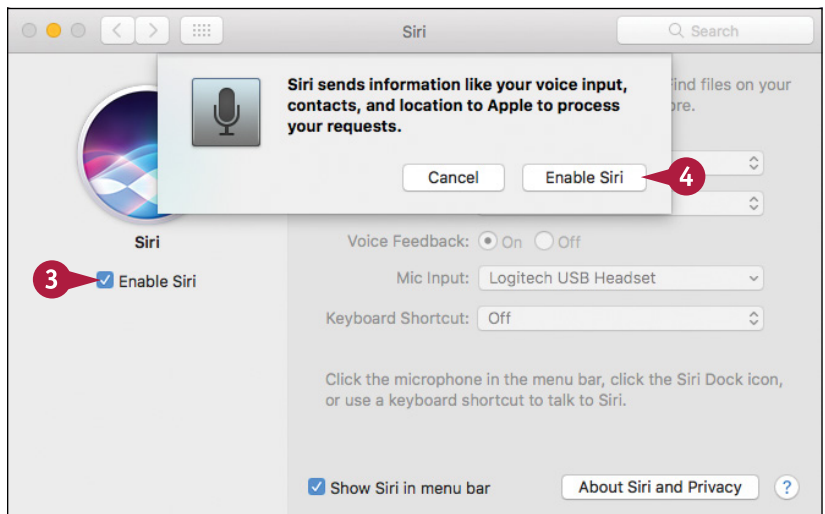 Siri
Search
Siri sends information like your voice input,
contacts, and location to Apple to process
your requests.
Find files on your
ore.
Cancel
Enable Siri
4
Siri
3
Enable Siri
Voice Feedback: On Off
Mic Input: Logitech USB Headset
Keyboard Shortcut: Off
Click the microphone in the menu bar, click the Siri Dock icon,
or use a keyboard shortcut to talk to Siri.
Show Siri in menu bar
About Siri and Privacy
?